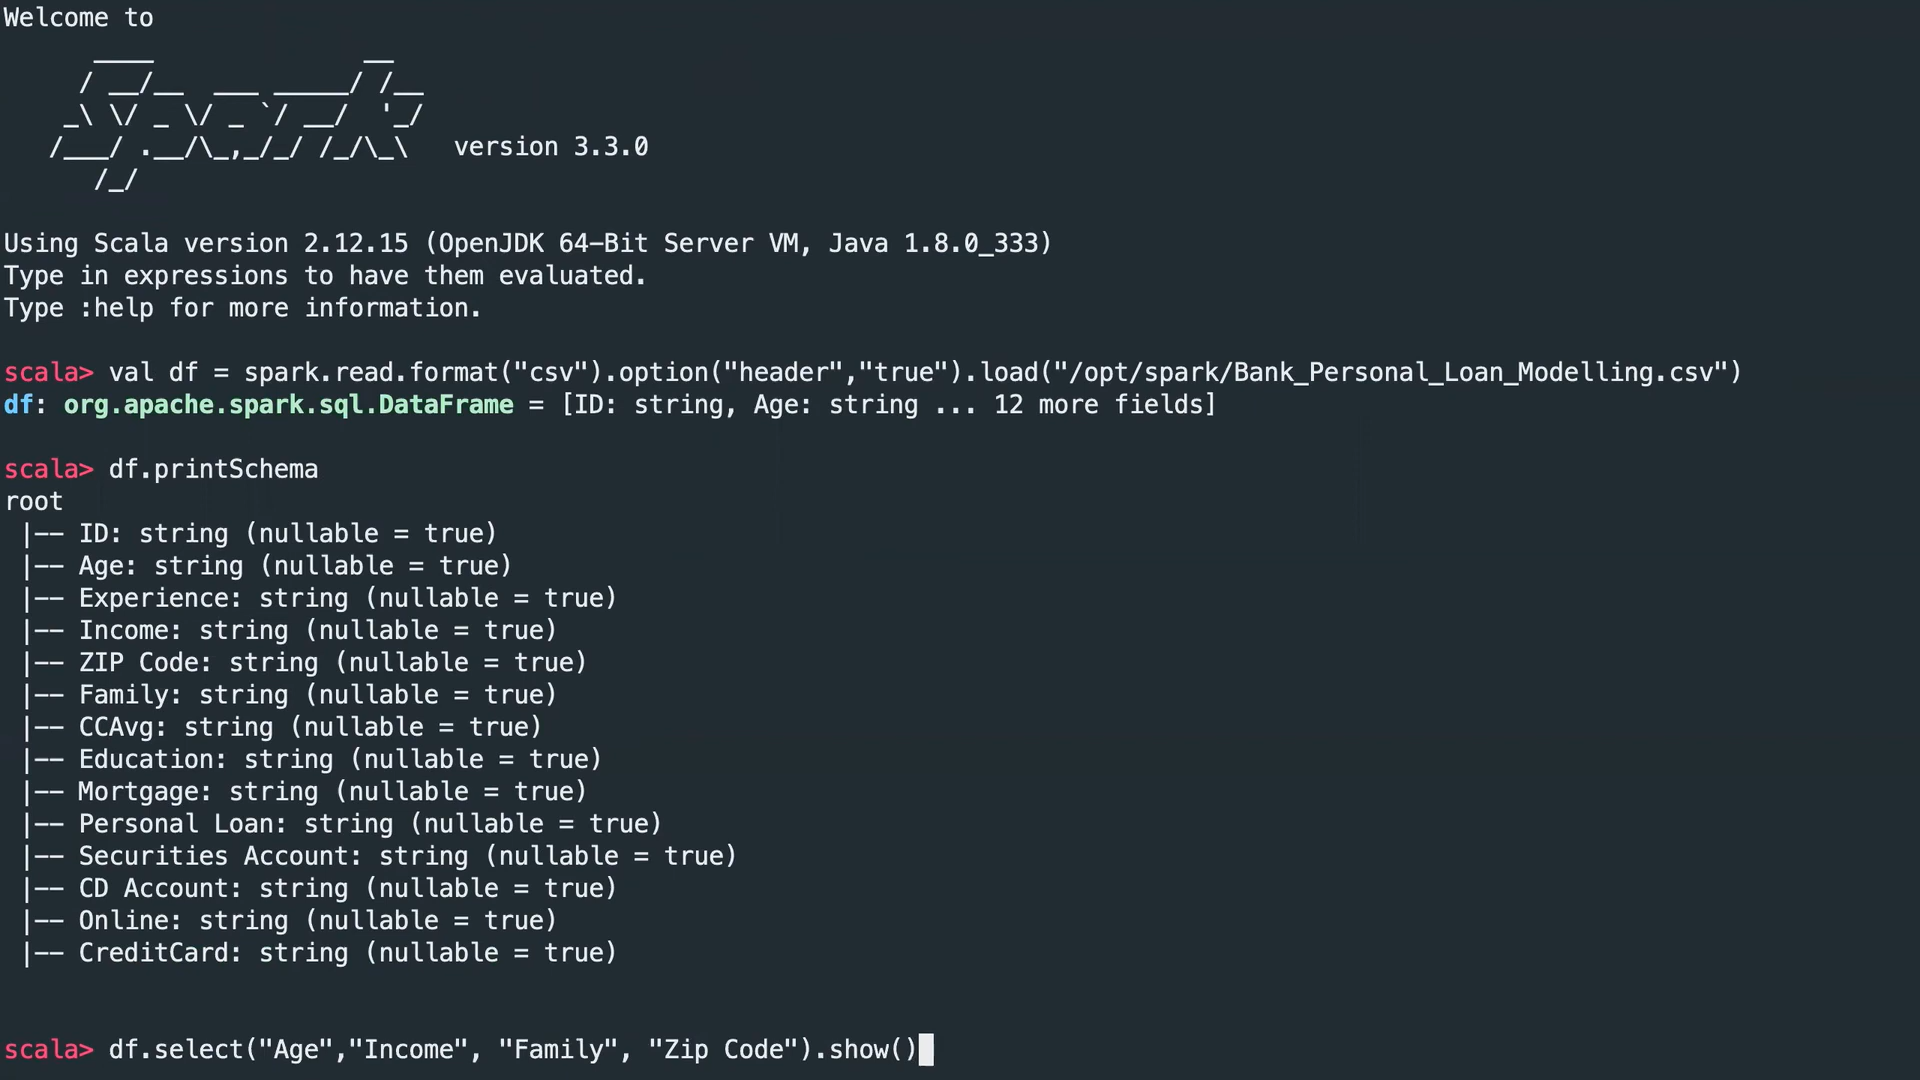 Welcome to
      ____              __
     / __/__  ___ _____/ /__
    _\ \/ _ \/ _ `/ __/  '_/
   /___/ .__/\_,_/_/ /_/\_\   version 3.3.0
      /_/
Using Scala version 2.12.15 (OpenJDK 64-Bit Server VM, Java 1.8.0_333)
Type in expressions to have them evaluated.
Type :help for more information.
scala> val df = spark.read.format("csv").option("header","true").load("/opt/spark/Bank_Personal_Loan_Modelling.csv")
df: org.apache.spark.sql.DataFrame = [ID: string, Age: string ... 12 more fields]
scala> df.printSchema
root
 |-- ID: string (nullable = true)
 |-- Age: string (nullable = true)
 |-- Experience: string (nullable = true)
 |-- Income: string (nullable = true)
 |-- ZIP Code: string (nullable = true)
 |-- Family: string (nullable = true)
 |-- CCAvg: string (nullable = true)
 |-- Education: string (nullable = true)
 |-- Mortgage: string (nullable = true)
 |-- Personal Loan: string (nullable = true)
 |-- Securities Account: string (nullable = true)
 |-- CD Account: string (nullable = true)
 |-- Online: string (nullable = true)
 |-- CreditCard: string (nullable = true)
scala> df.select("Age","Income", "Family", "Zip Code").show()